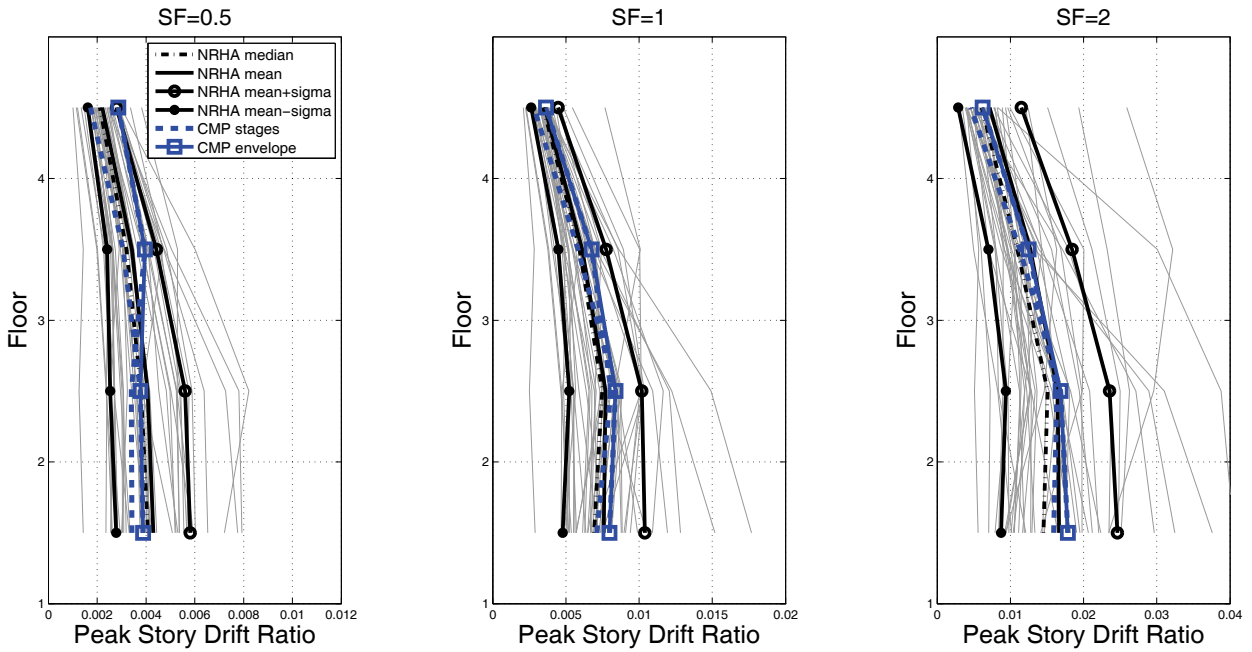 SF=0.5
NRHA median
NRHA mean
NRHA mean+sigma
NRHA mean−sigma
CMP stages
CMP envelope
4
3
2
1
Floor
0 0.002 0.004 0.006 0.008 0.01 0.012
Peak Story Drift Ratio
SF=1
4
3
2
1
Floor
0 0.005 0.01 0.015 0.02
Peak Story Drift Ratio
SF=2
4
3
2
1
Floor
0 0.01 0.02 0.03 0.04
Peak Story Drift Ratio